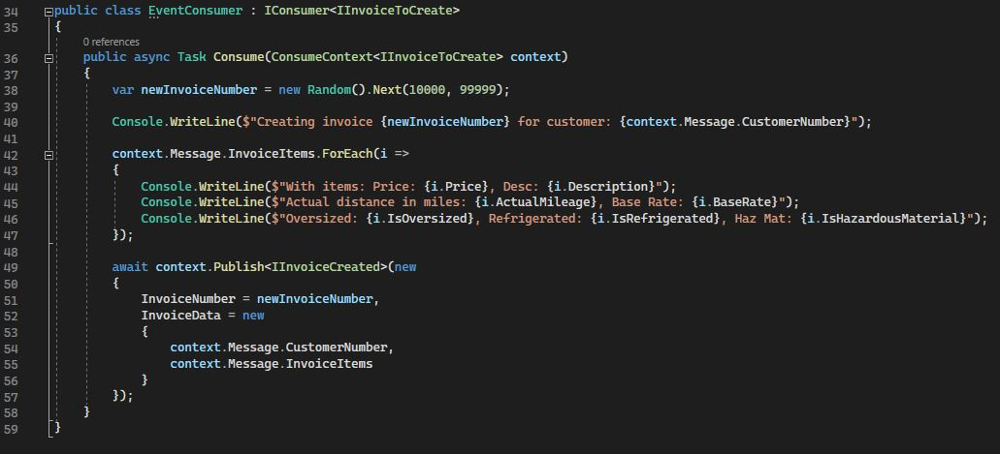 34 public class EventConsumer : IConsumer<IInvoiceToCreate>
35 {
0 references
36 public async Task Consume(ConsumeContext<IInvoiceToCreate> context)
37 {
38 var newInvoiceNumber = new Random().Next(10000, 99999);
39
40 Console.WriteLine($"Creating invoice {newInvoiceNumber} for customer: {context.Message.CustomerNumber}");
41
42 context.Message.InvoiceItems.ForEach(i =>
43 {
44 Console.WriteLine($"With items: Price: {i.Price}, Desc: {i.Description}");
45 Console.WriteLine($"Actual distance in miles: {i.ActualMileage}, Base Rate: {i.BaseRate}");
46 Console.WriteLine($"Oversized: {i.IsOversized}, Refrigerated: {i.IsRefrigerated}, Haz Mat: {i.IsHazardousMaterial}");
47 });
48
49 await context.Publish<IInvoiceCreated>(new
50 {
51 InvoiceNumber = newInvoiceNumber,
52 InvoiceData = new
53 {
54 context.Message.CustomerNumber,
55 context.Message.InvoiceItems
56 }
57 });
58 }
59 }